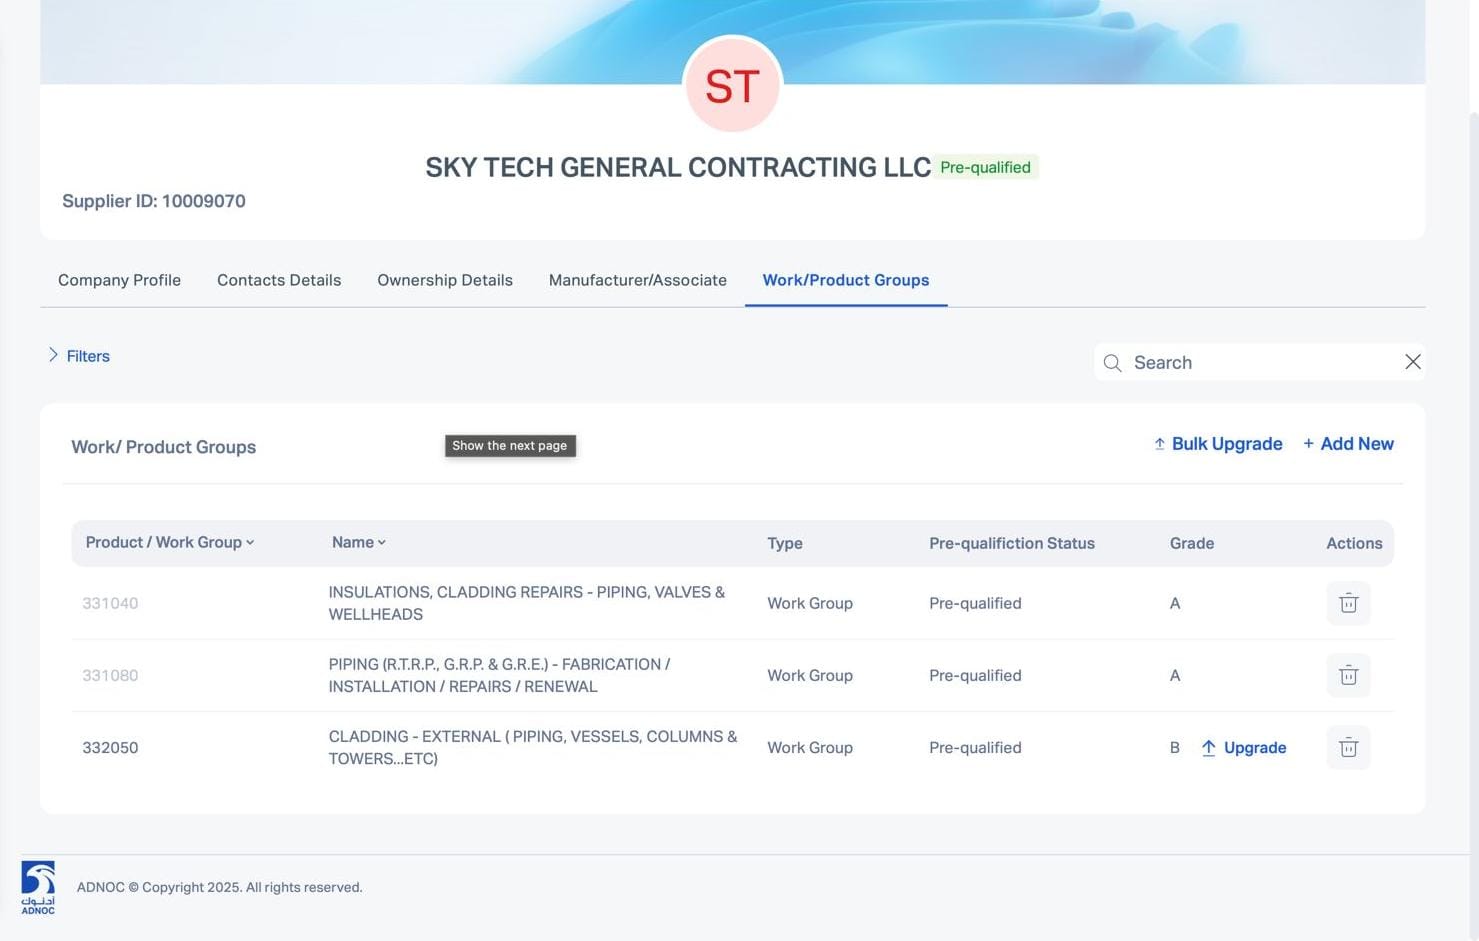 ST
SKY TECH GENERAL CONTRACTING LLC Pre-qualified
Supplier ID: 10009070
Company Profile Contacts Details Ownership Details Manufacturer/Associate Work/Product Groups
Filters Search
Work/ Product Groups Show the next page Bulk Upgrade + Add New
Product / Work Group Name Type Pre-qualifiction Status Grade Actions
331040 INSULATIONS, CLADDING REPAIRS - PIPING, VALVES & Work Group Pre-qualified A
WELLHEADS
331080 PIPING (R.T.R.P., G.R.P. & G.R.E.) - FABRICATION / Work Group Pre-qualified A
INSTALLATION / REPAIRS / RENEWAL
332050 CLADDING - EXTERNAL ( PIPING, VESSELS, COLUMNS & Work Group Pre-qualified B Upgrade
TOWERS...ETC)
أدنوك
ADNOC
ADNOC © Copyright 2025. All rights reserved.